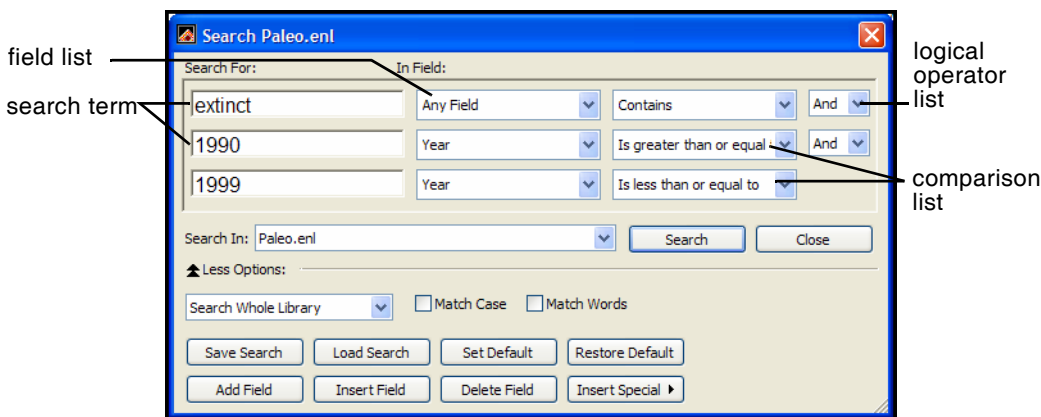 Search Paleo.enl
field list
search term
logical
operator
list
comparison
list
Search For: In Field:
extinct Any Field Contains And
1990 Year Is greater than or equal And
1999 Year Is less than or equal to
Search In: Paleo.enl Search Close
Less Options:
Search Whole Library Match Case Match Words
Save Search Load Search Set Default Restore Default
Add Field Insert Field Delete Field Insert Special